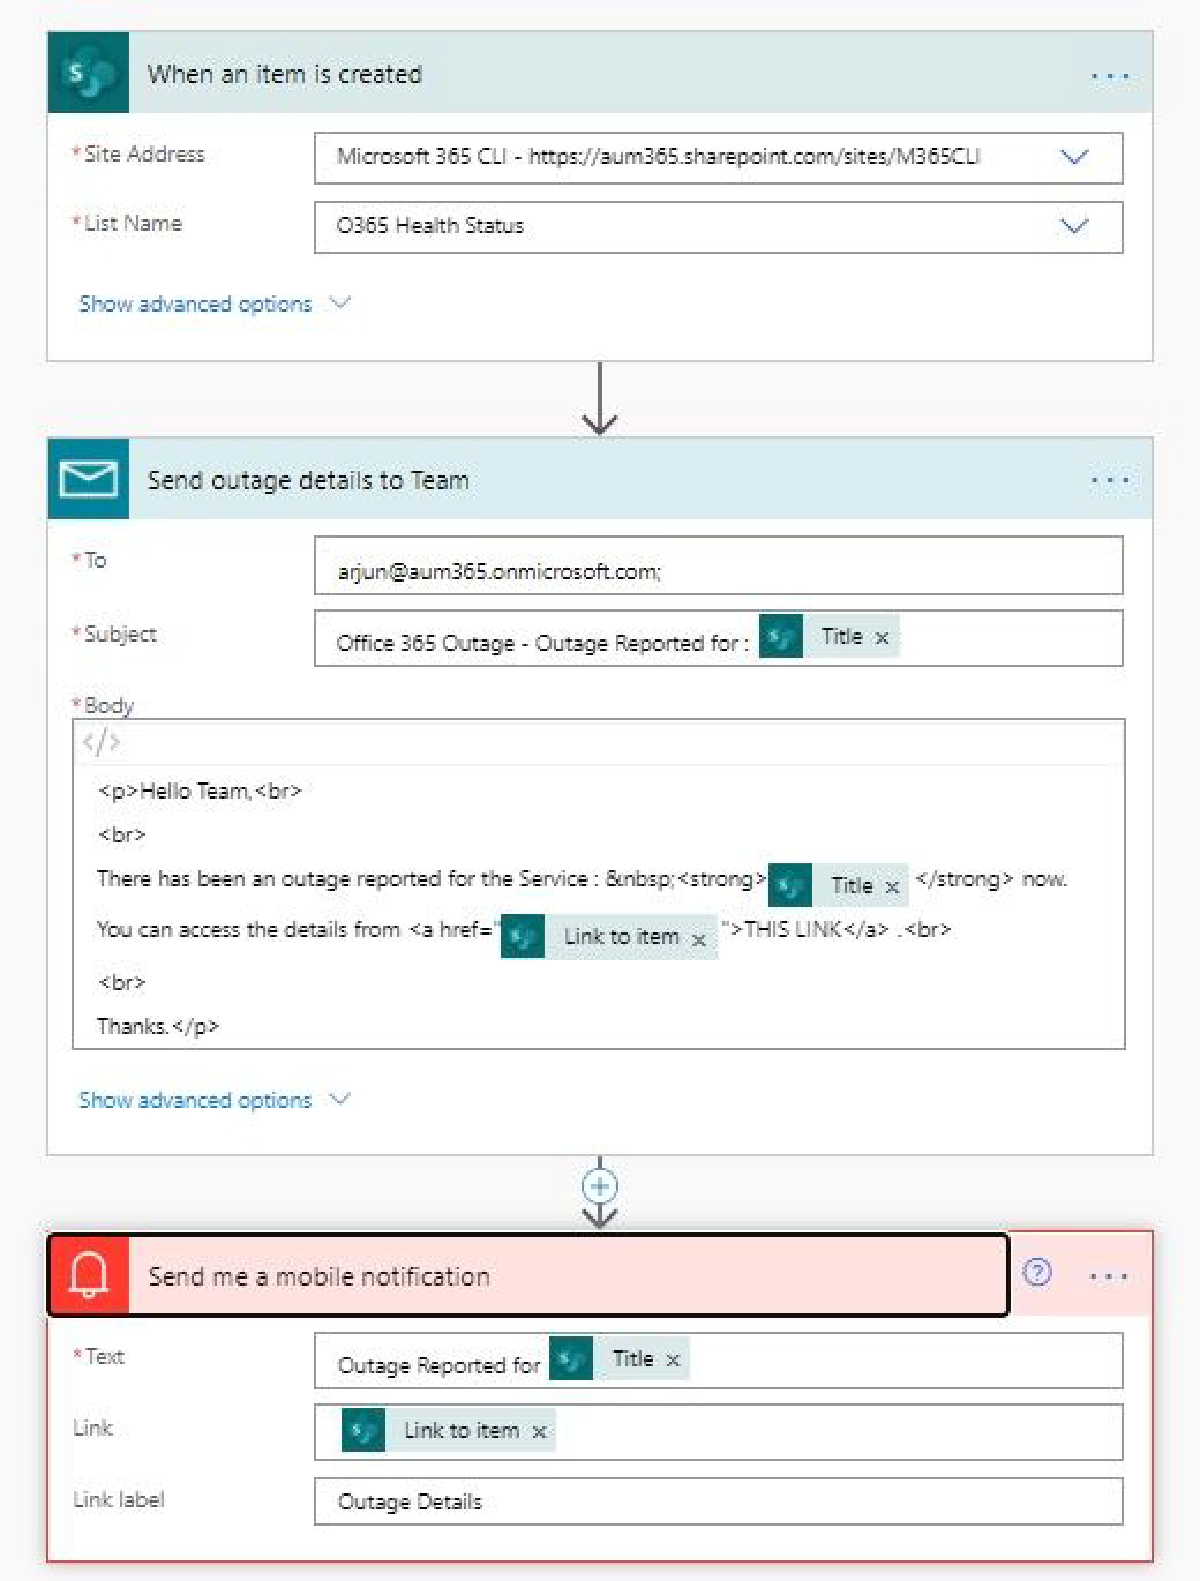 When an item is created
...
* Site Address
Microsoft 365 CLI - https://aum365.sharepoint.com/sites/M365CLI
* List Name
O365 Health Status
Show advanced options
Send outage details to Team
...
* To
arjun@aum365.onmicrosoft.com;
* Subject
Office 365 Outage - Outage Reported for : Title ×
* Body
</>
<p>Hello Team,<br>
<br>
There has been an outage reported for the Service : &nbsp;<strong> Title × </strong> now.
You can access the details from <a href=" Link to item × ">THIS LINK</a> .<br>
<br>
Thanks.</p>
Show advanced options
Send me a mobile notification
? ...
* Text
Outage Reported for Title ×
Link
Link to item ×
Link label
Outage Details